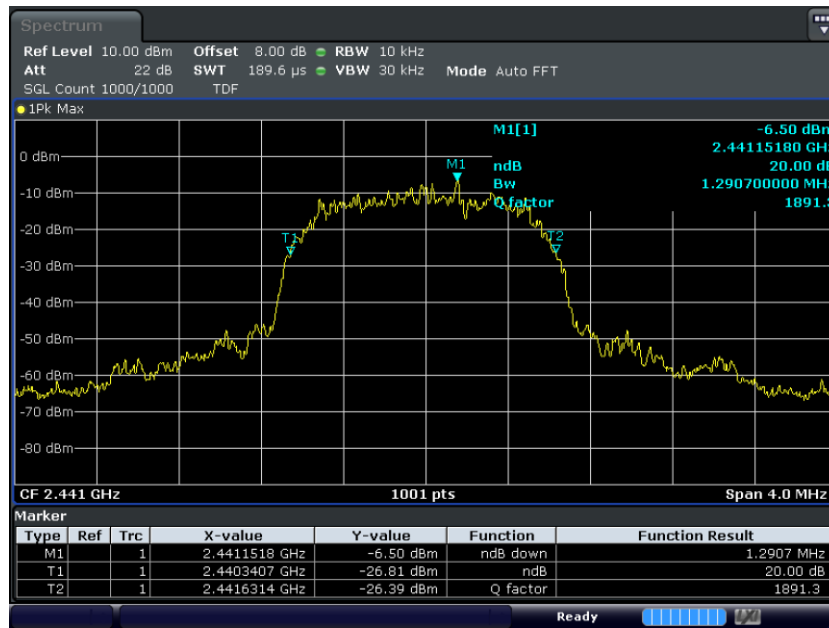 Spectrum
Ref Level 10.00 dBm Offset 8.00 dB RBW 10 kHz
Att 22 dB SWT 189.6 µs VBW 30 kHz Mode Auto FFT
SGL Count 1000/1000 TDF
1Pk Max
M1[1] -6.50 dBm
2.44115180 GH
0 dBm
M1 ndB 20.00 d
Bw 1.290700000 MH
-10 dBm
Q factor 1891.3
-20 dBm
T1 T2
-30 dBm
-40 dBm
-50 dBm
-60 dBm
-70 dBm
-80 dBm
CF 2.441 GHz 1001 pts Span 4.0 MHz
Marker
Type Ref Trc X-value Y-value Function Function Result
M1 1 2.4411518 GHz -6.50 dBm ndB down 1.2907 MHz
T1 1 2.4403407 GHz -26.81 dBm ndB 20.00 dB
T2 1 2.4416314 GHz -26.39 dBm Q factor 1891.3
Ready